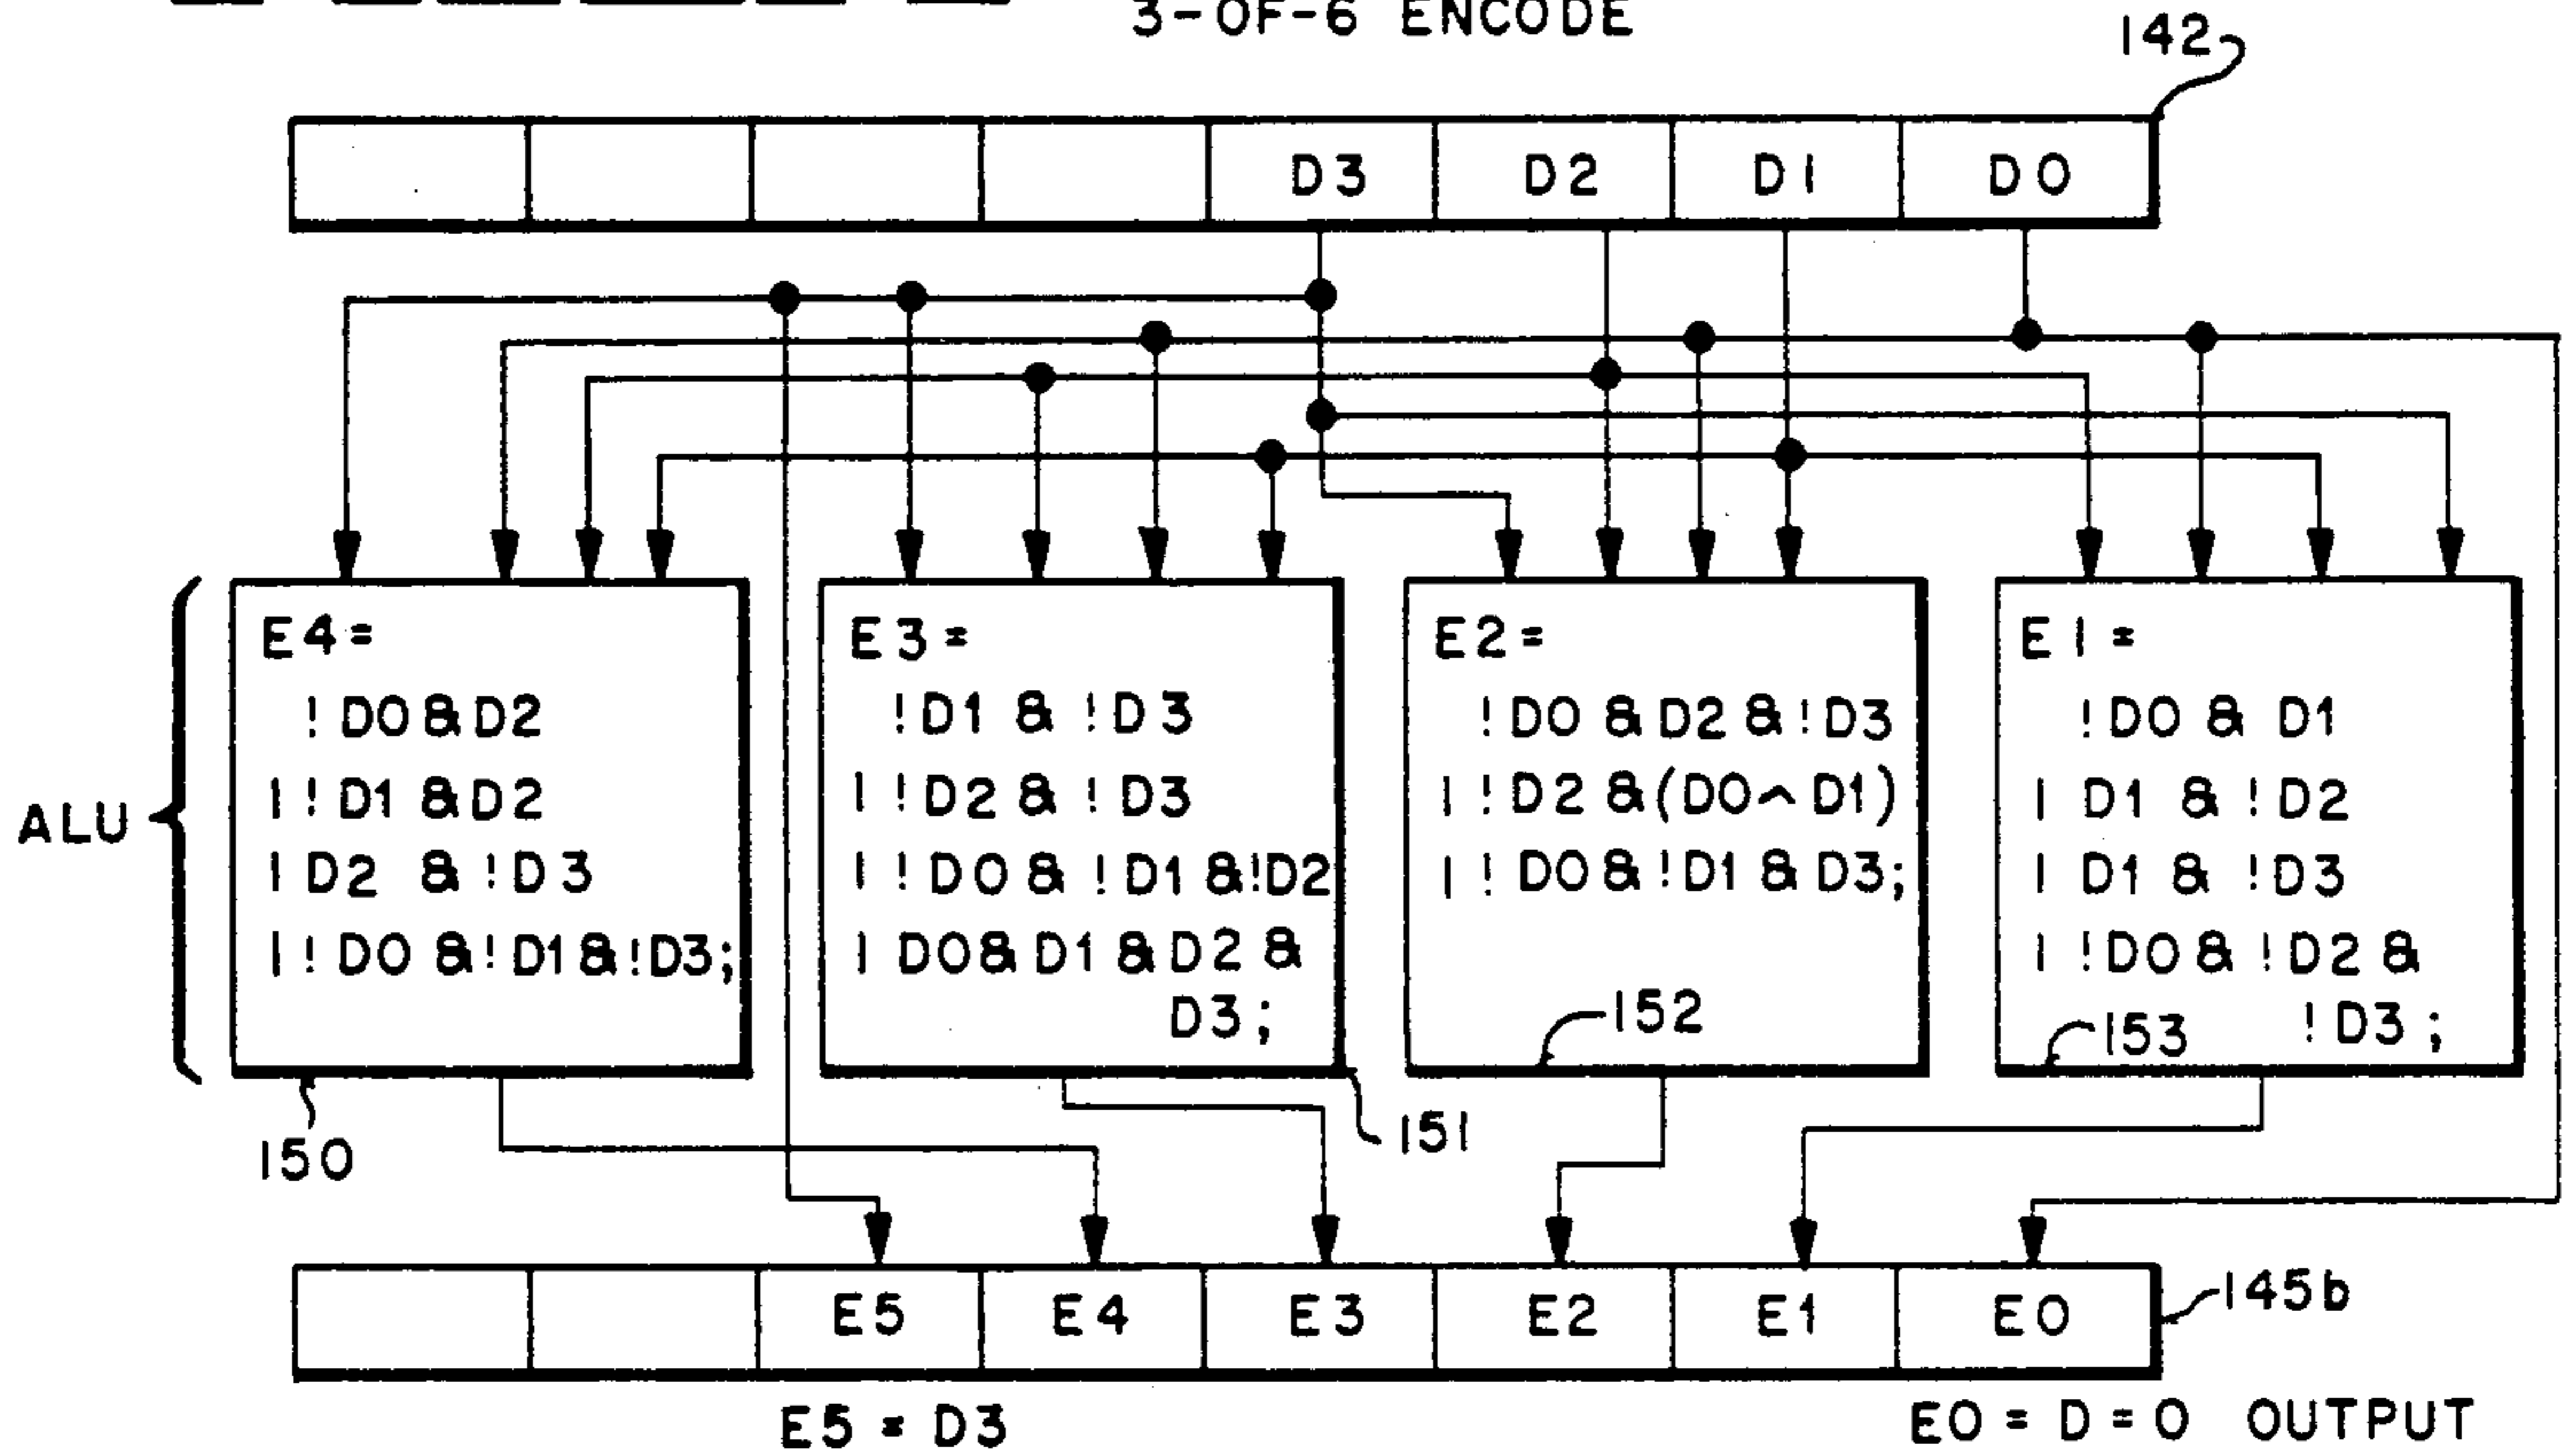 3-OF-6 ENCODE
142
D3 D2 D1 D0
ALU
E4=
!D0&D2
|!D1&D2
|D2 &!D3
|!D0&!D1&!D3;
E3=
!D1 & !D3
|!D2 & !D3
|!D0 & !D1 &!D2
|D0& D1 & D2 &
D3;
E2=
!D0 & D2 & !D3
|!D2 &(D0^D1)
|!D0&!D1 & D3;
E1=
!D0 & D1
|D1 & !D2
|D1 & !D3
|!D0& !D2 &
!D3;
150
151
152
153
E5 E4 E3 E2 E1 E0
145b
E5 = D3
E0 = D = 0 OUTPUT